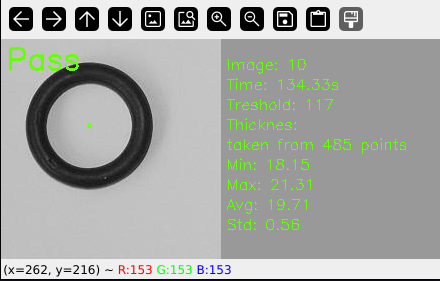 Pass
Image: 10
Time: 134.33s
Treshold: 117
Thicknes:
taken from 485 points
Min: 18.15
Max: 21.31
Avg: 19.71
Std: 0.56
(x=262, y=216) ~ R:153 G:153 B:153